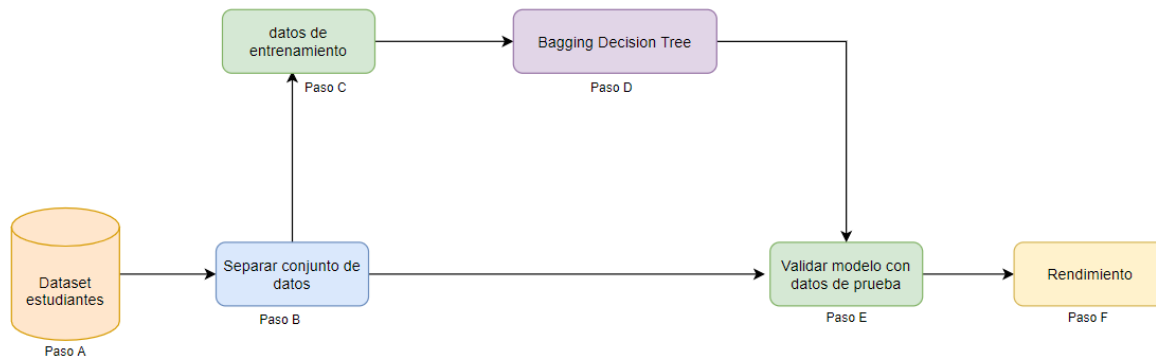 datos de
entrenamiento
Paso C
Bagging Decision Tree
Paso D
Dataset
estudiantes
Paso A
Separar conjunto de
datos
Paso B
Validar modelo con
datos de prueba
Paso E
Rendimiento
Paso F